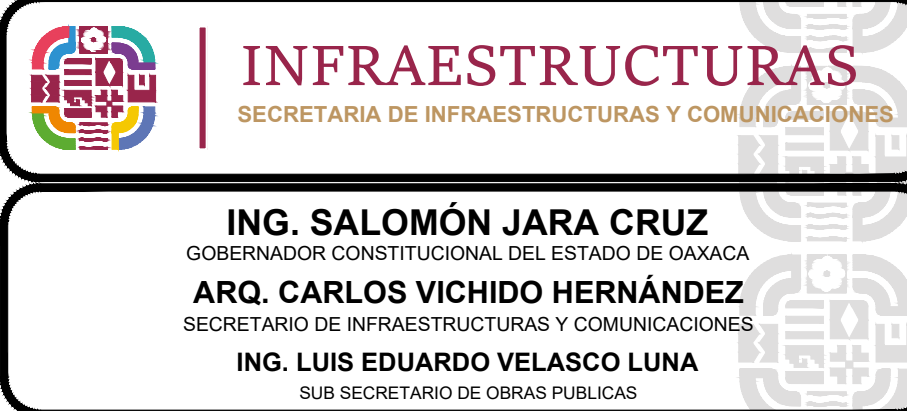 INFRAESTRUCTURAS
SECRETARIA DE INFRAESTRUCTURAS Y COMUNICACIONES
ING. SALOMÓN JARA CRUZ
GOBERNADOR CONSTITUCIONAL DEL ESTADO DE OAXACA
ARQ. CARLOS VICHIDO HERNÁNDEZ
SECRETARIO DE INFRAESTRUCTURAS Y COMUNICACIONES
ING. LUIS EDUARDO VELASCO LUNA
SUB SECRETARIO DE OBRAS PUBLICAS